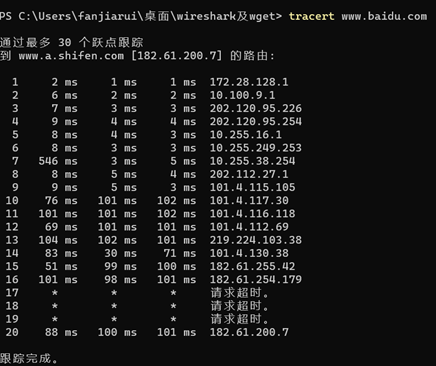 PS C:\Users\fanjiarui\桌面\wireshark及wget> tracert www.baidu.com
通过最多 30 个跃点跟踪
到 www.a.shifen.com [182.61.200.7] 的路由:
1 2 ms 1 ms 1 ms 172.28.128.1
2 6 ms 2 ms 2 ms 10.100.9.1
3 7 ms 3 ms 3 ms 202.120.95.226
4 9 ms 4 ms 4 ms 202.120.95.254
5 8 ms 4 ms 3 ms 10.255.16.1
6 8 ms 3 ms 3 ms 10.255.249.253
7 546 ms 3 ms 5 ms 10.255.38.254
8 8 ms 5 ms 4 ms 202.112.27.1
9 9 ms 5 ms 3 ms 101.4.115.105
10 76 ms 101 ms 102 ms 101.4.117.30
11 101 ms 101 ms 102 ms 101.4.116.118
12 69 ms 101 ms 101 ms 101.4.112.69
13 104 ms 102 ms 101 ms 219.224.103.38
14 83 ms 30 ms 71 ms 101.4.130.38
15 51 ms 99 ms 100 ms 182.61.255.42
16 101 ms 98 ms 101 ms 182.61.254.179
17 * * * 请求超时。
18 * * * 请求超时。
19 * * * 请求超时。
20 88 ms 100 ms 101 ms 182.61.200.7
跟踪完成。